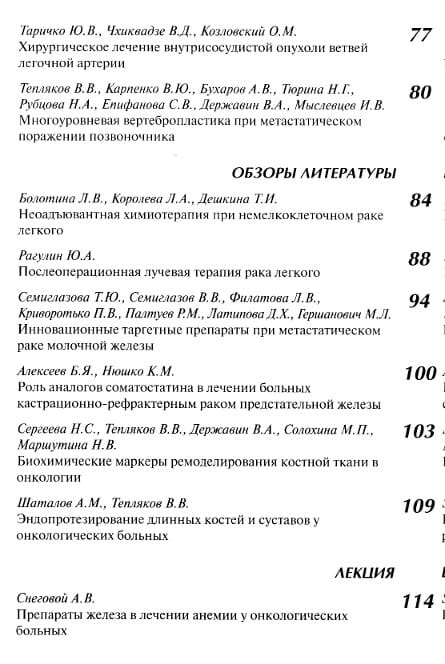 Таричко Ю.В., Чхиквадзе В.Д., Козловский О.М. 77
Хирургическое лечение внутрисосудистой опухоли ветвей
легочной артерии
Тепляков В.В., Карпенко В.Ю., Бухаров А.В., Тюрина Н.Г., 80
Рубцова Н.А., Епифанова С.В., Державин В.А., Мыслевцев И.В.
Многоуровневая вертебропластика при метастатическом
поражении позвоночника
ОБЗОРЫ ЛИТЕРАТУРЫ
Болотина Л.В., Королева Л.А., Дешкина Т.И. 84
Неоадъювантная химиотерапия при немелкоклеточном раке
легкого
Рагулин Ю.А. 88
Послеоперационная лучевая терапия рака легкого
Семиглазова Т.Ю., Семиглазов В.В., Филатова Л.В., 94
Криворотько П.В., Палтуев Р.М., Латипова Д.Х., Гершанович М.Л.
Инновационные таргетные препараты при метастатическом
раке молочной железы
Алексеев Б.Я., Нюшко К.М. 100
Роль аналогов соматостатина в лечении больных
кастрационно-рефрактерным раком предстательной железы
Сергеева Н.С., Тепляков В.В., Державин В.А., Солохина М.П., 103
Маршутина Н.В.
Биохимические маркеры ремоделирования костной ткани в
онкологии
Шаталов А.М., Тепляков В.В. 109
Эндопротезирование длинных костей и суставов у
онкологических больных
ЛЕКЦИЯ
Снеговой А.В. 114
Препараты железа в лечении анемии у онкологических
больных